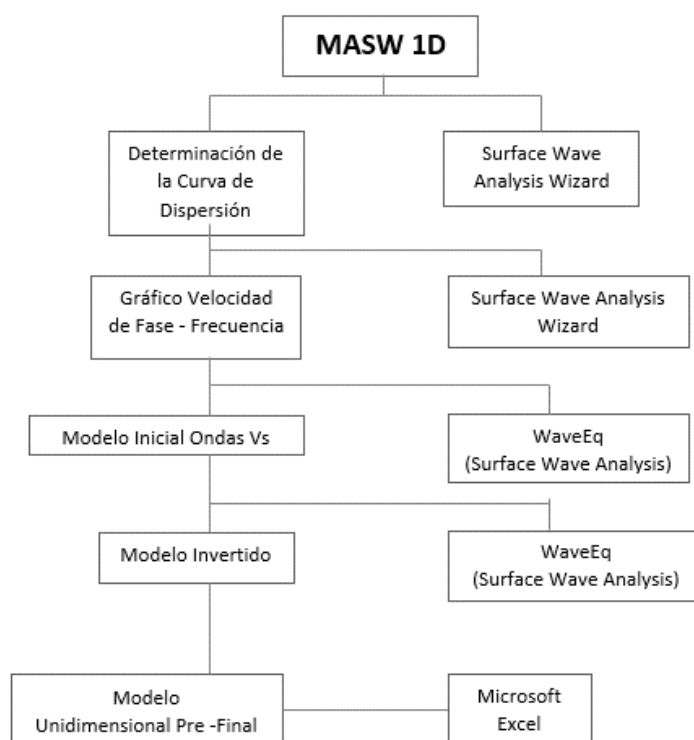 MASW 1D
Determinación de
la Curva de
Dispersión
Surface Wave
Analysis Wizard
Gráfico Velocidad
de Fase - Frecuencia
Surface Wave Analysis
Wizard
Modelo Inicial Ondas Vs
WaveEq
(Surface Wave Analysis)
Modelo Invertido
WaveEq
(Surface Wave Analysis)
Modelo
Unidimensional Pre -Final
Microsoft
Excel